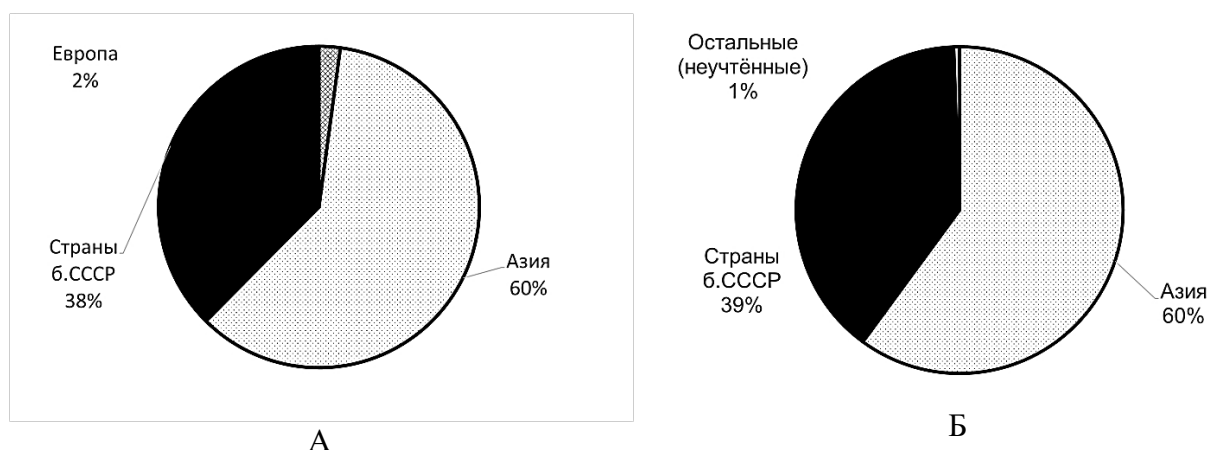 Европа
2%
Страны
б.СССР
38%
Азия
60%
А
Остальные
(неучтённые)
1%
Страны
б.СССР
39%
Азия
60%
Б